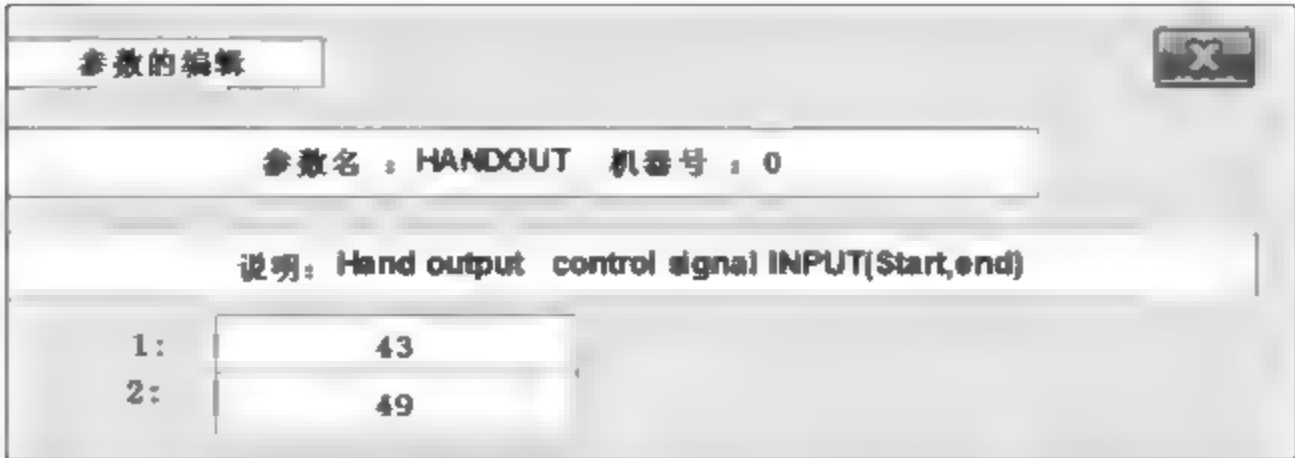 参数的编辑
X
参数名：HANDOUT 机器号：0
说明：Hand output control signal INPUT(Start,end)
1: 43
2: 49